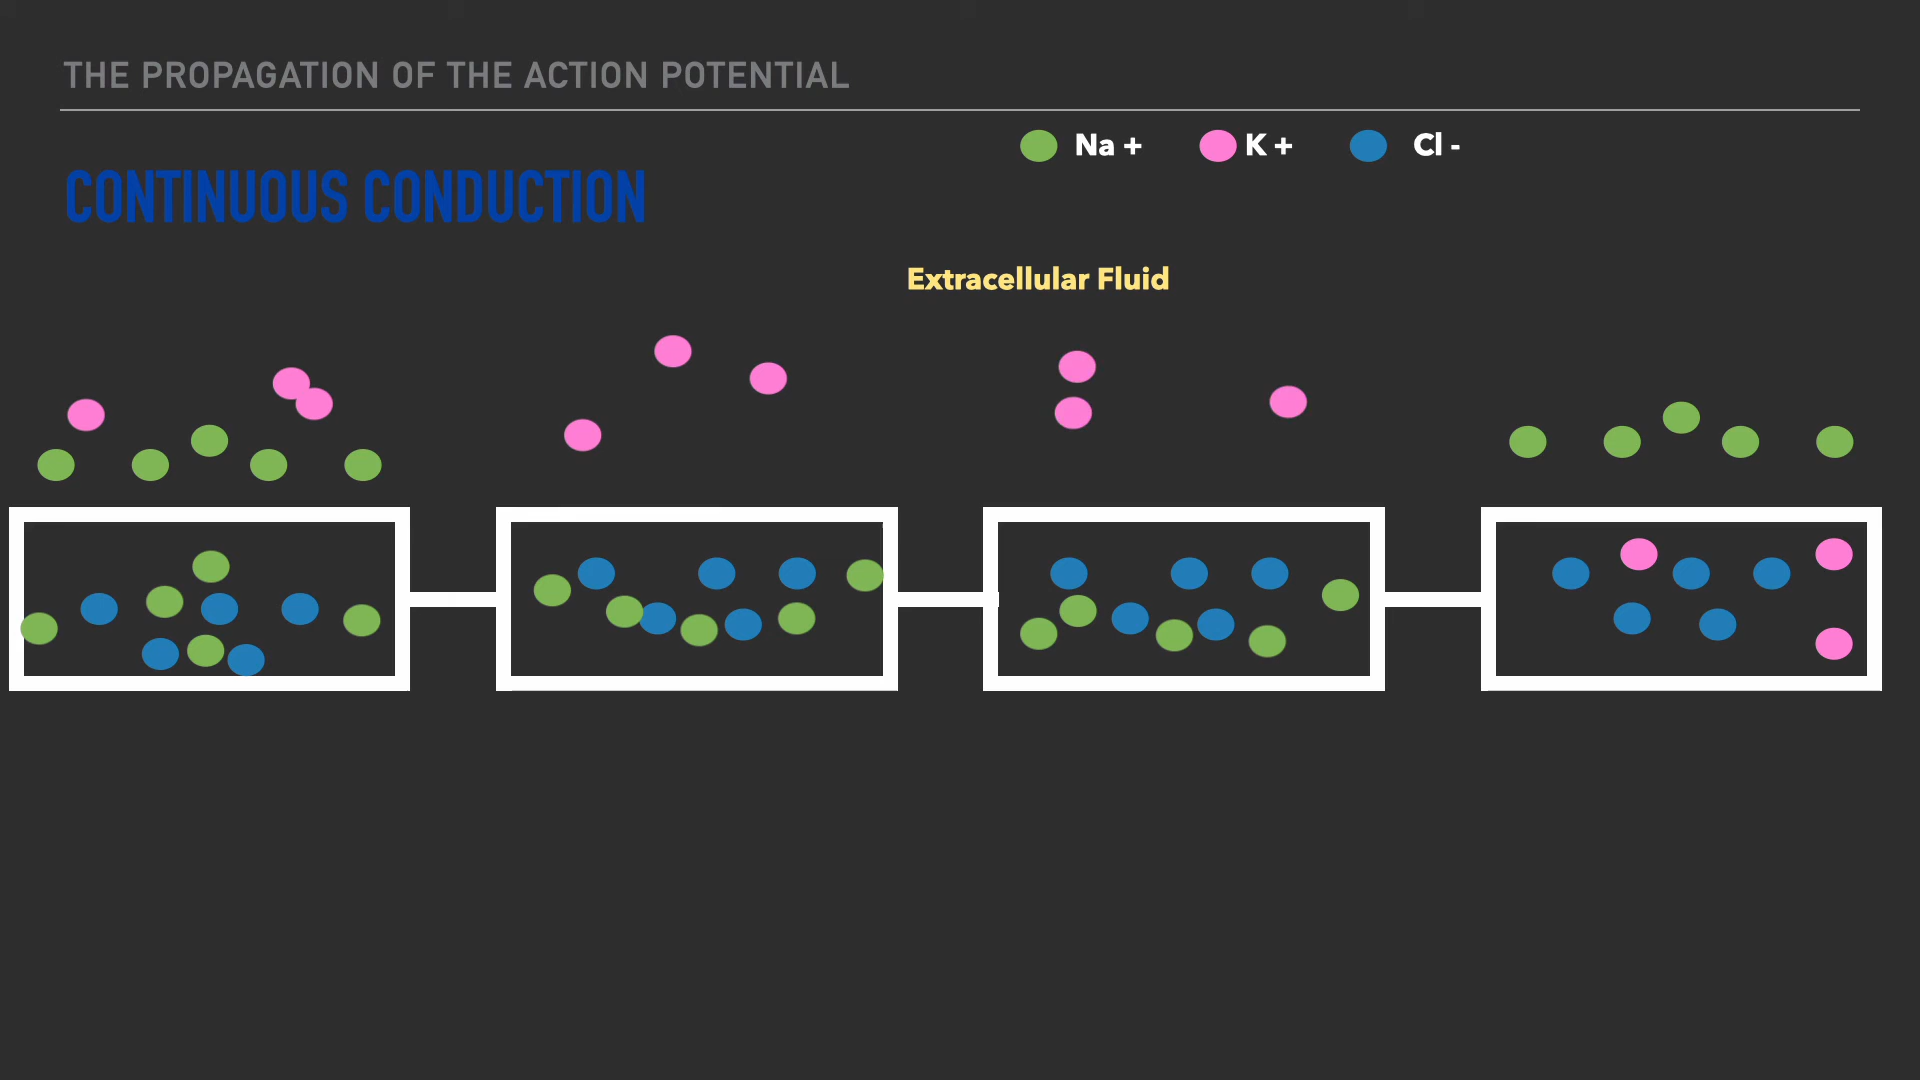 THE PROPAGATION OF THE ACTION POTENTIAL
Na + K + Cl -
CONTINUOUS CONDUCTION
Extracellular Fluid